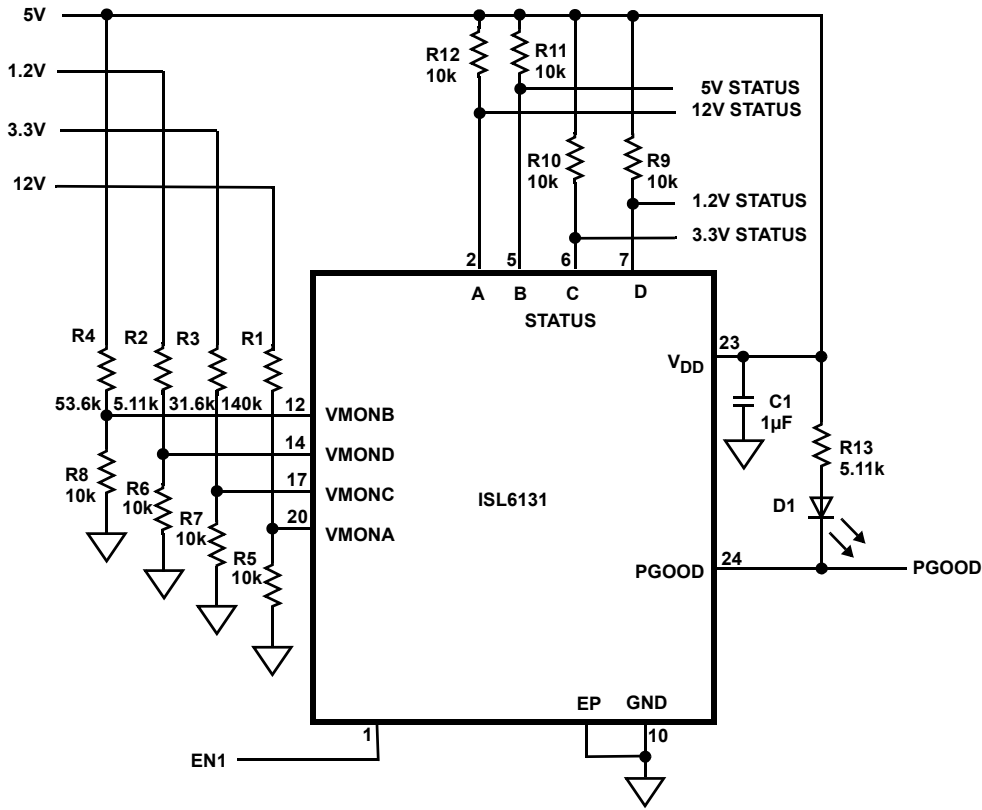 5V
1.2V
3.3V
12V
R12
10k
R11
10k
5V STATUS
12V STATUS
R10
10k
R9
10k
1.2V STATUS
3.3V STATUS
2
5
6
7
A
B
C
D
STATUS
R4
R2
R3
R1
53.6k
5.11k
31.6k
140k
12
VMONB
14
VMOND
17
VMONC
20
VMONA
R8
10k
R6
10k
R7
10k
R5
10k
ISL6131
23
VDD
C1
1µF
R13
5.11k
D1
PGOOD
24
PGOOD
EP
GND
1
10
EN1